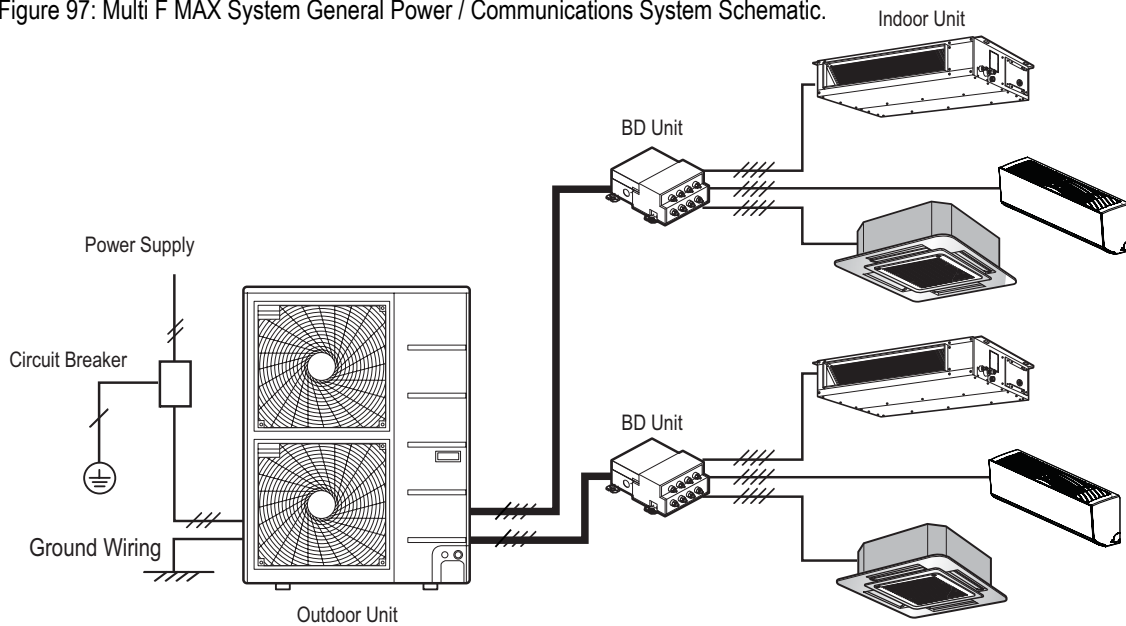 Figure 97: Multi F MAX System General Power / Communications System Schematic.
Indoor Unit
BD Unit
Power Supply
Circuit Breaker
BD Unit
Ground Wiring
Outdoor Unit